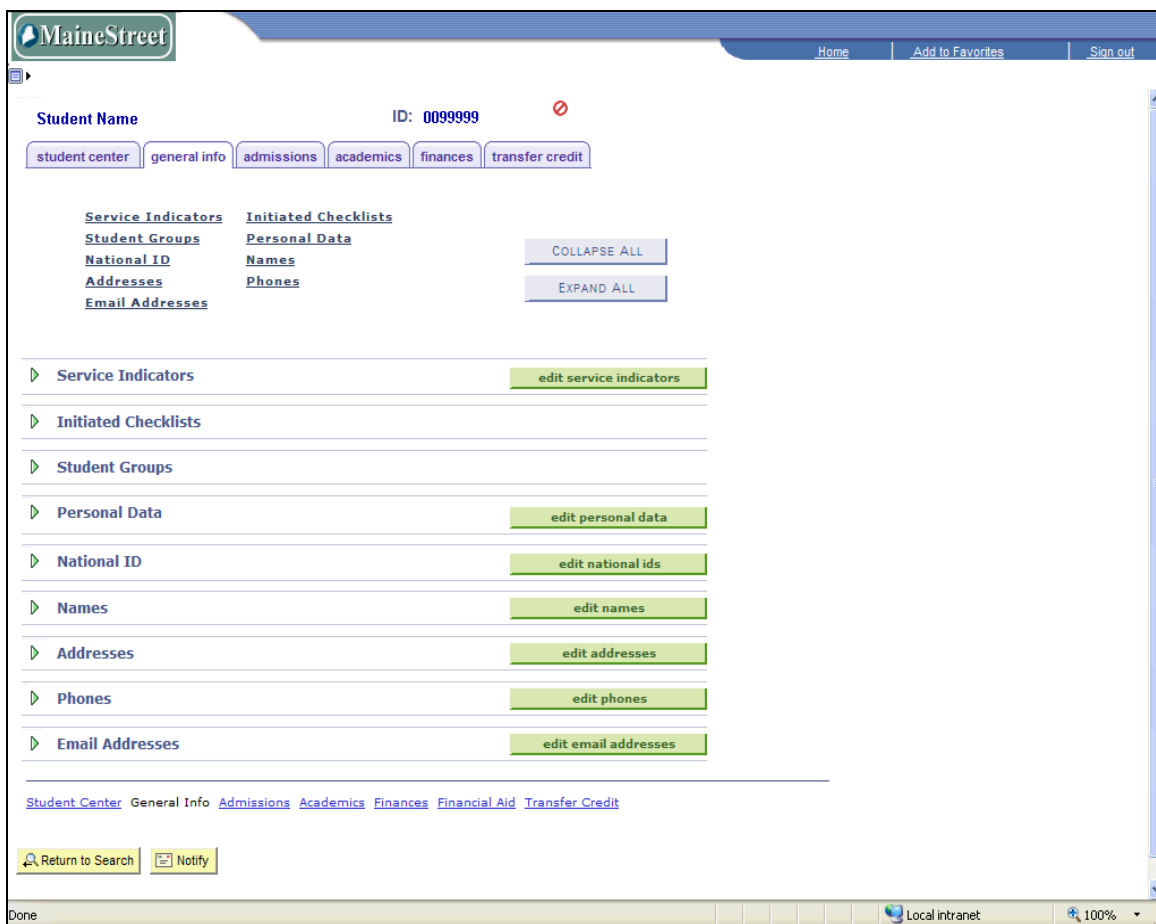 MaineStreet
Home Add to Favorites Sign out
Student Name ID: 0099999
student center general info admissions academics finances transfer credit
Service Indicators Initiated Checklists
Student Groups Personal Data
National ID Names
Addresses Phones
Email Addresses
COLLAPSE ALL
EXPAND ALL
Service Indicators edit service indicators
Initiated Checklists
Student Groups
Personal Data edit personal data
National ID edit national ids
Names edit names
Addresses edit addresses
Phones edit phones
Email Addresses edit email addresses
Student Center General Info Admissions Academics Finances Financial Aid Transfer Credit
Return to Search Notify
Done Local intranet 100%